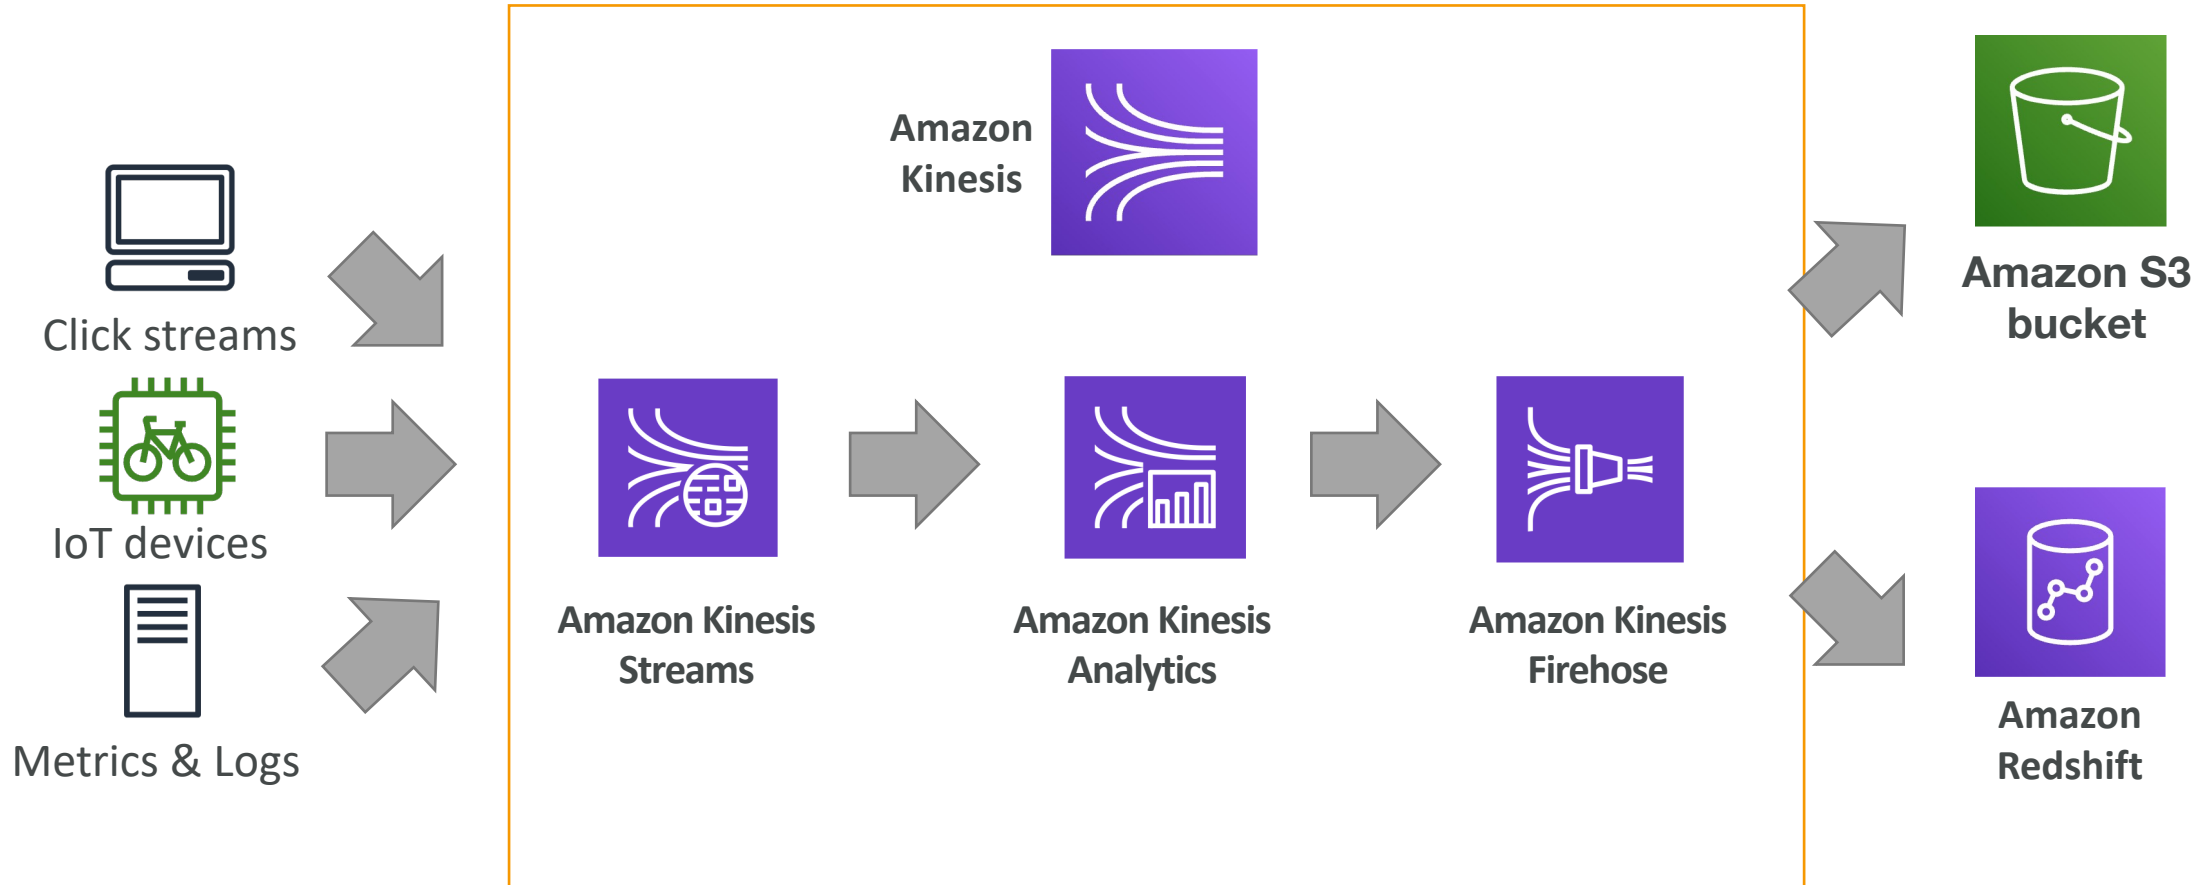 Amazon
Kinesis
Click streams
IoT devices
Metrics & Logs
Amazon Kinesis
Streams
Amazon Kinesis
Analytics
Amazon Kinesis
Firehose
Amazon S3
bucket
Amazon
Redshift